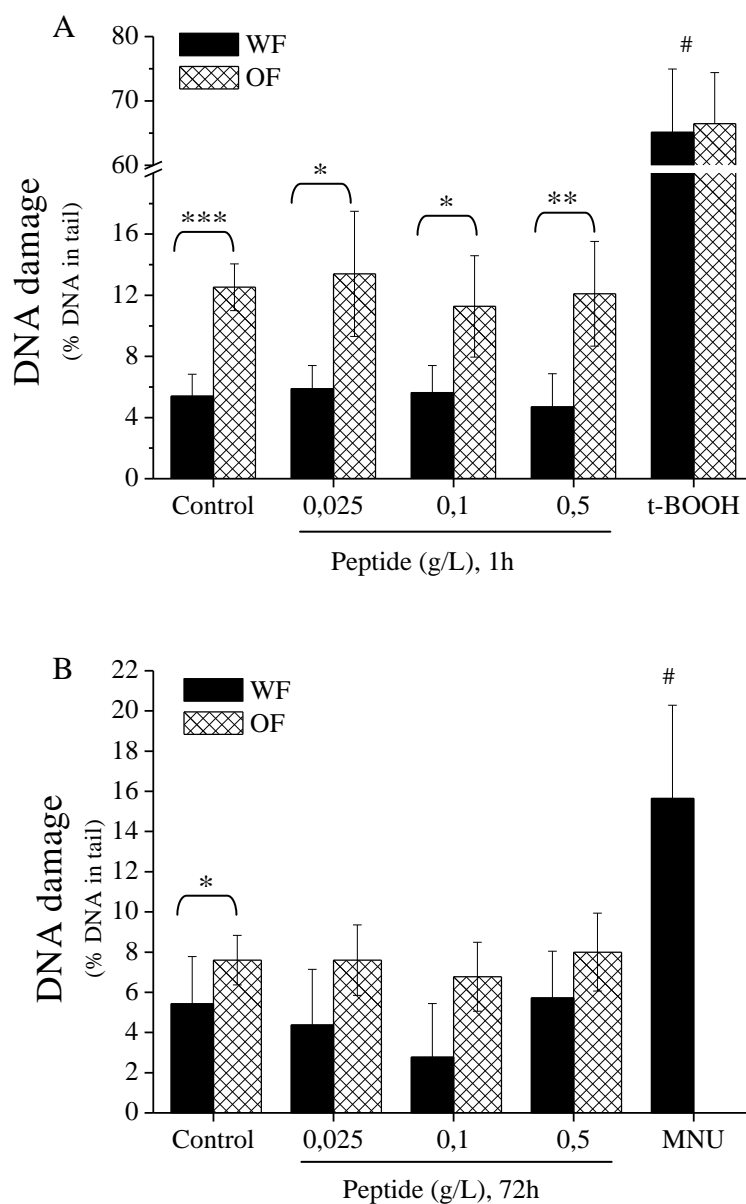 A
80
WF
#
OF
70
60
DNA damage
(% DNA in tail)
*
***
*
**
16
12
8
4
0
Control 0,025 0,1 0,5 t-BOOH
Peptide (g/L), 1h
B
22
WF
#
20
OF
18
16
14
12
DNA damage
(% DNA in tail)
*
10
8
6
4
2
0
Control 0,025 0,1 0,5 MNU
Peptide (g/L), 72h